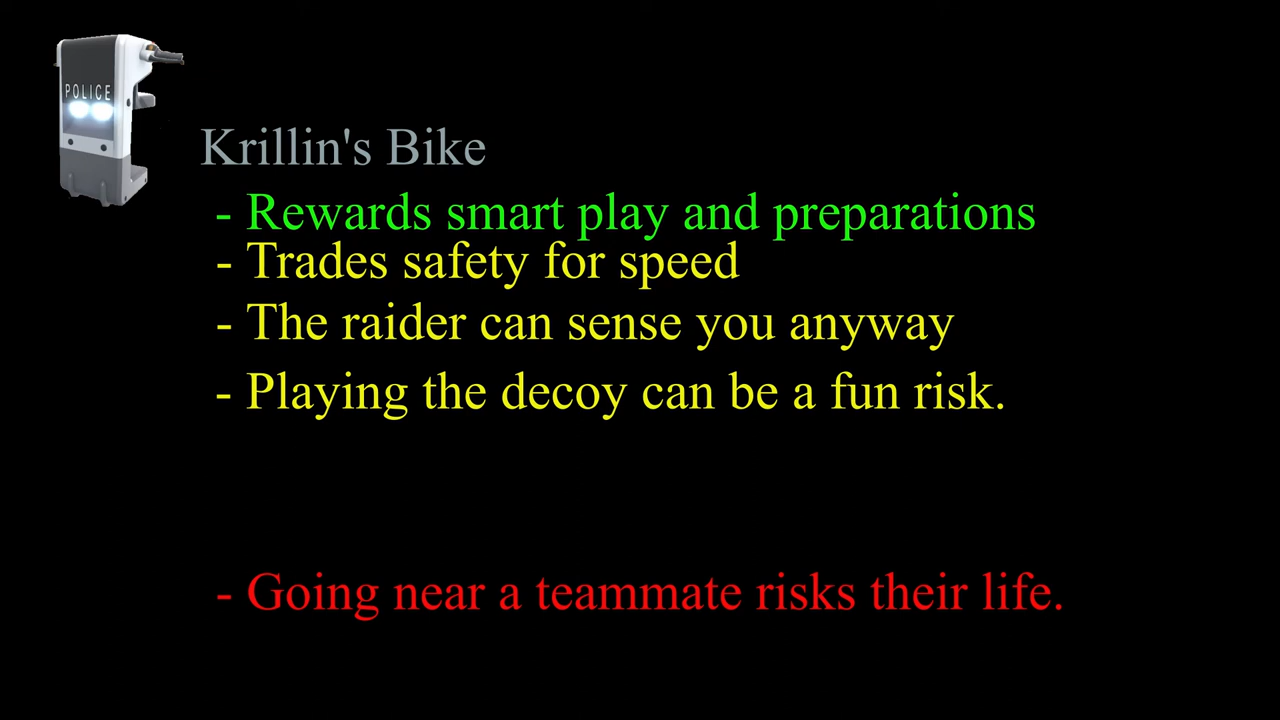 POLICE
Krillin's Bike
- Rewards smart play and preparations
- Trades safety for speed
- The raider can sense you anyway
- Playing the decoy can be a fun risk.
- Going near a teammate risks their life.